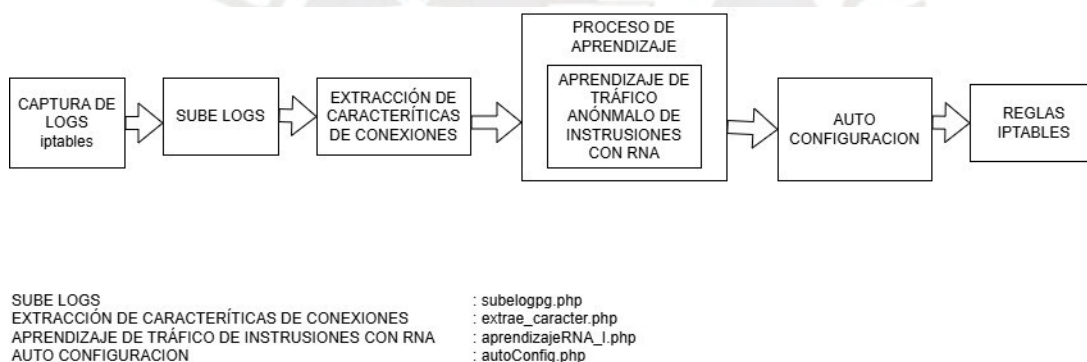 CAPTURA DE
LOGS
iptables
SUBE LOGS
EXTRACCIÓN DE
CARACTERÍTICAS
DE CONEXIONES
PROCESO DE
APRENDIZAJE
APRENDIZAJE DE
TRÁFICO
ANÓNMALO DE
INSTRUSIONES
CON RNA
AUTO
CONFIGURACION
REGLAS
IPTABLES
SUBE LOGS : subelogpg.php
EXTRACCIÓN DE CARACTERÍTICAS DE CONEXIONES : extrae_caracter.php
APRENDIZAJE DE TRÁFICO DE INSTRUSIONES CON RNA : aprendizajeRNA_I.php
AUTO CONFIGURACION : autoConfig.php